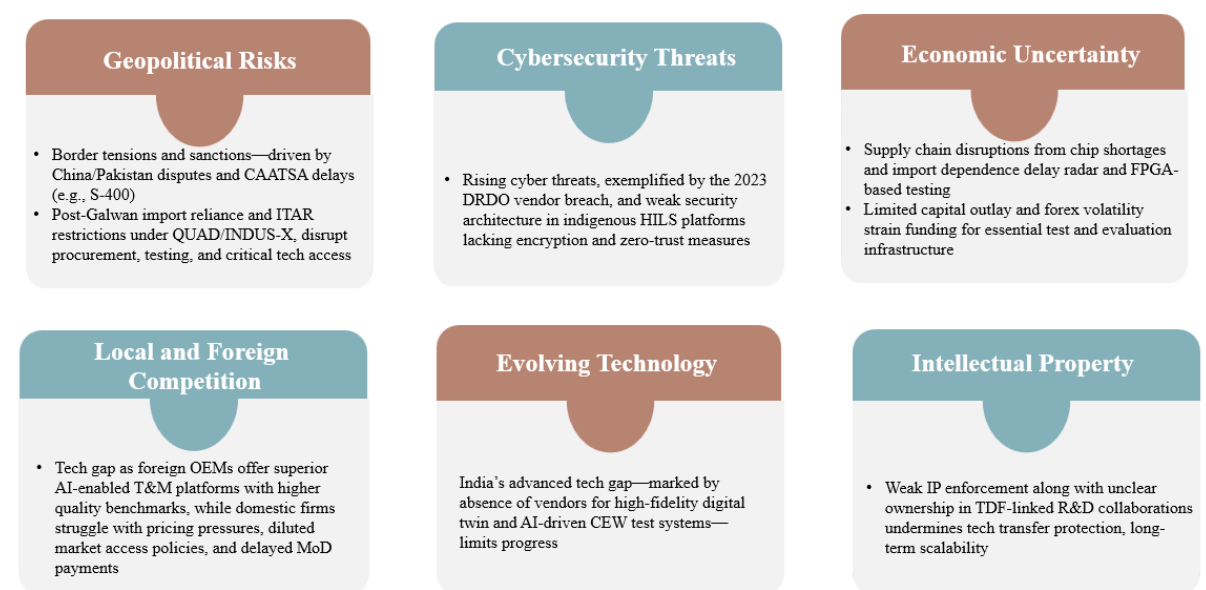 Geopolitical Risks
• Border tensions and sanctions—driven by
China/Pakistan disputes and CAATSA delays
(e.g., S-400)
• Post-Galwan import reliance and ITAR
restrictions under QUAD/INDUS-X, disrupt
procurement, testing, and critical tech access
Cybersecurity Threats
• Rising cyber threats, exemplified by the 2023
DRDO vendor breach, and weak security
architecture in indigenous HILS platforms
lacking encryption and zero-trust measures
Economic Uncertainty
• Supply chain disruptions from chip shortages
and import dependence delay radar and FPGA-
based testing
• Limited capital outlay and forex volatility
strain funding for essential test and evaluation
infrastructure
Local and Foreign
Competition
• Tech gap as foreign OEMs offer superior
AI-enabled T&M platforms with higher
quality benchmarks, while domestic firms
struggle with pricing pressures, diluted
market access policies, and delayed MoD
payments
Evolving Technology
India’s advanced tech gap—marked by
absence of vendors for high-fidelity digital
twin and AI-driven CEW test systems—
limits progress
Intellectual Property
• Weak IP enforcement along with unclear
ownership in TDF-linked R&D collaborations
undermines tech transfer protection, long-
term scalability